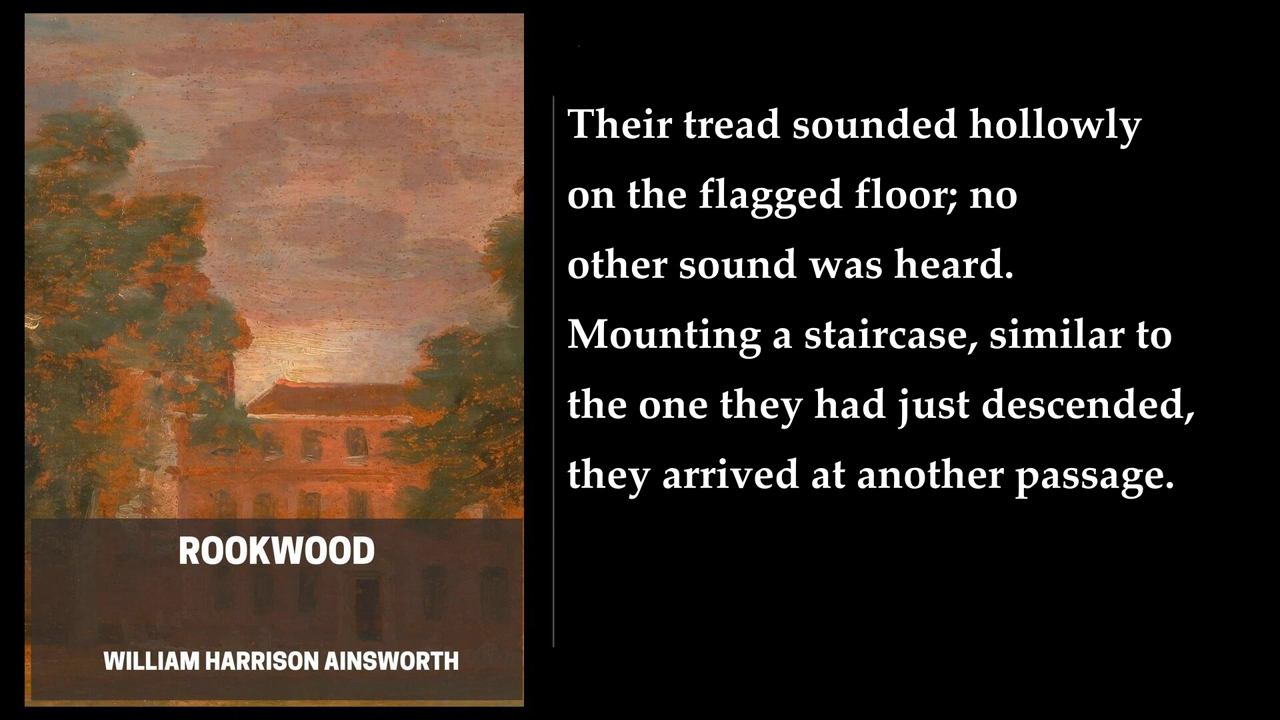 ROOKWOOD
WILLIAM HARRISON AINSWORTH
Their tread sounded hollowly
on the flagged floor; no
other sound was heard.
Mounting a staircase, similar to
the one they had just descended,
they arrived at another passage.